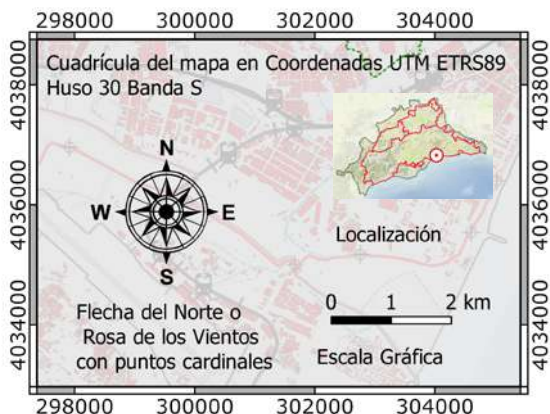 298000 300000 302000 304000
Cuadrícula del mapa en Coordenadas UTM ETRS89
Huso 30 Banda S
4038000
4038000
N
W
E
S
4036000
4036000
Localización
Flecha del Norte o
Rosa de los Vientos
con puntos cardinales
0 1 2 km
Escala Gráfica
4034000
4034000
298000 300000 302000 304000